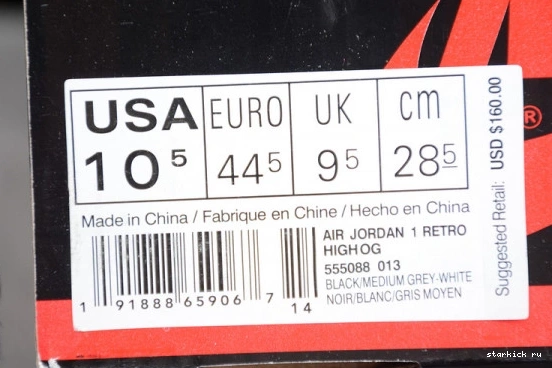 USA EURO UK cm
10⁵ 44⁵ 9⁵ 28⁵
Made in China / Fabrique en Chine / Hecho en China
AIR JORDAN 1 RETRO
HIGH OG
555088 013
BLACK/MEDIUM GREY-WHITE
NOIR/BLANC/GRIS MOYEN
1 91888 65906 7 14
Suggested Retail: USD $160.00
®
starkick ru